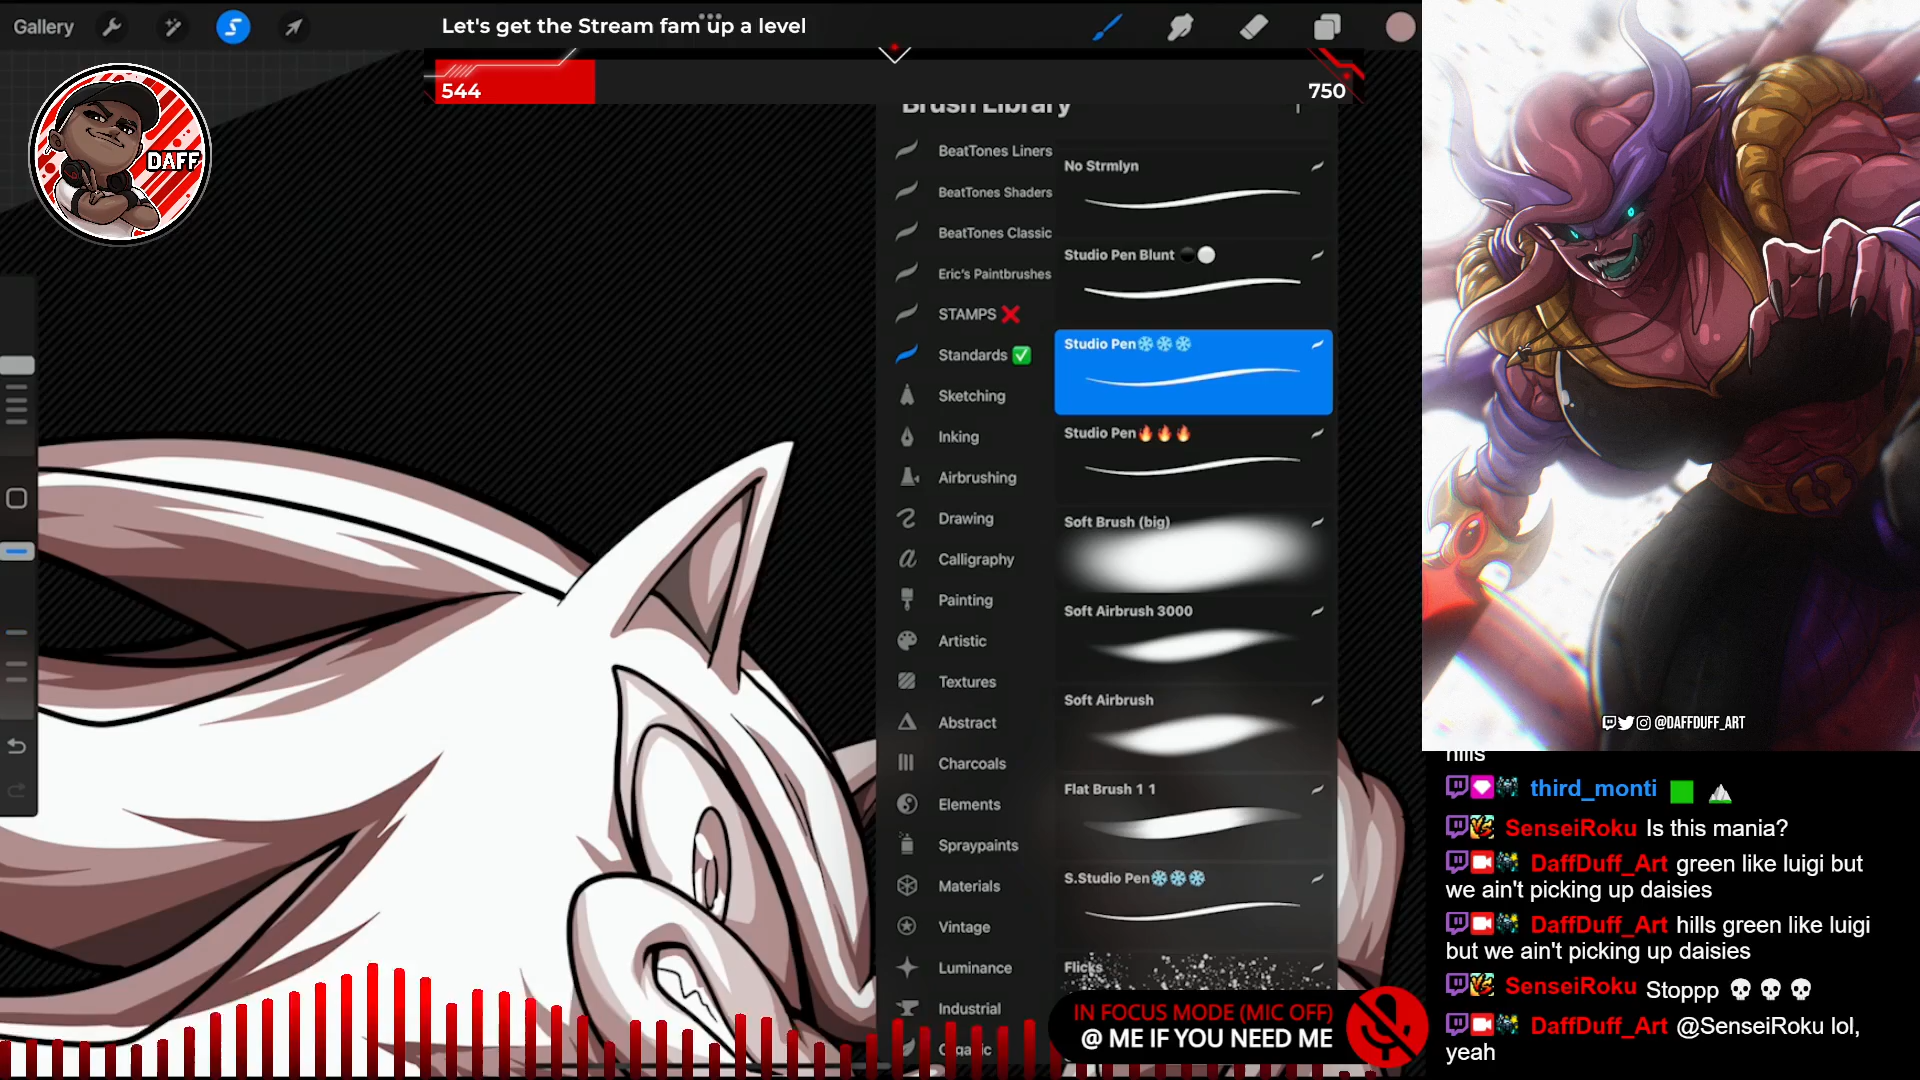 Gallery
Let's get the Stream fam up a level
544
750
DAFF
Brush Library
BeatTones Liners
BeatTones Shaders
BeatTones Classic
Eric's Paintbrushes
STAMPS ❌
Standards ✅
Sketching
Inking
Airbrushing
Drawing
Calligraphy
Painting
Artistic
Textures
Abstract
Charcoals
Elements
Spraypaints
Materials
Vintage
Luminance
Industrial
Organic
No Strmlyn
Studio Pen Blunt ⚫⚪
Studio Pen❄️❄️❄️
Studio Pen🔥🔥🔥
Soft Brush (big)
Soft Airbrush 3000
Soft Airbrush
Flat Brush 1 1
S.Studio Pen❄️❄️❄️
Flicks
IN FOCUS MODE (MIC OFF)
@ ME IF YOU NEED ME
@DAFFDUFF_ART
hills
third_monti 🟩 🏔️
SenseiRoku Is this mania?
DaffDuff_Art green like luigi but
we ain't picking up daisies
DaffDuff_Art hills green like luigi
but we ain't picking up daisies
SenseiRoku Stoppp 💀 💀 💀
DaffDuff_Art @SenseiRoku lol,
yeah